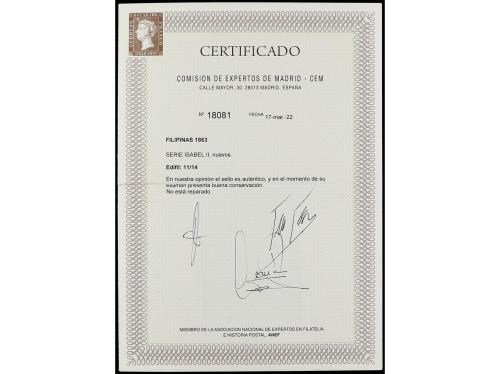 CERTIFICADO
COMISION DE EXPERTOS DE MADRID - CEM
CALLE MAYOR, 30. 28013 MADRID. ESPAÑA
Nº 18081 FECHA 17-mar.-22
FILIPINAS 1863
SERIE ISABEL II, nuevos.
Edifil: 11/14
En nuestra opinión el sello es auténtico, y en el momento de su
examen presenta buena conservación.
No está reparado.
MIEMBRO DE LA ASOCIACION NACIONAL DE EXPERTOS EN FILATELIA
E HISTORIA POSTAL. ANEF